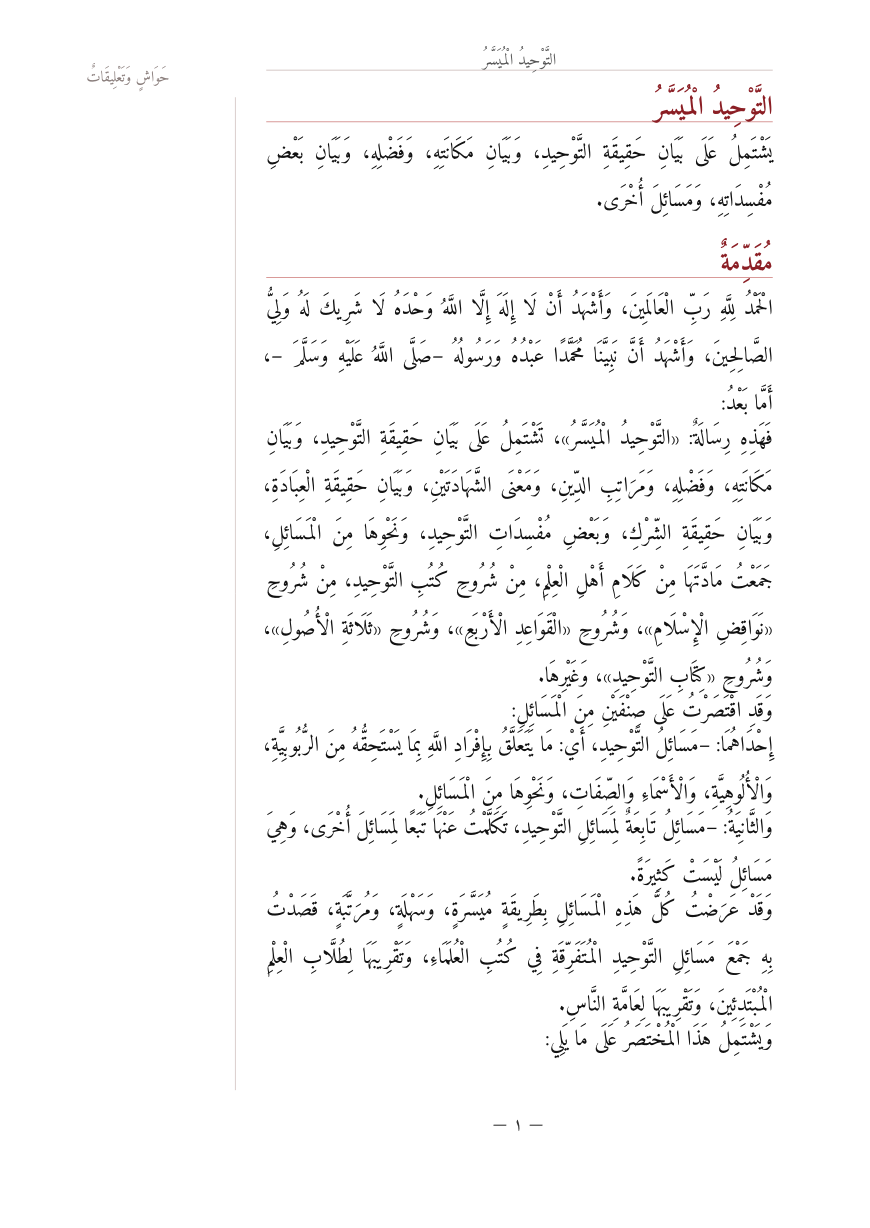 التَّوْحِيدُ الْمُيَسَّرُ
حَوَاشٍ وَتَعْلِيقَاتٌ
التَّوْحِيدُ الْمُيَسَّرُ
يَشْتَمِلُ عَلَى بَيَانِ حَقِيقَةِ التَّوْحِيدِ، وَبَيَانِ مَكَانَتِهِ، وَفَضْلِهِ، وَبَيَانِ بَعْضِ
مُفْسِدَاتِهِ، وَمَسَائِلَ أُخْرَى.
مُقَدِّمَةٌ
الْحَمْدُ لِلَّهِ رَبِّ الْعَالَمِينَ، وَأَشْهَدُ أَنْ لَا إِلَهَ إِلَّا اللَّهُ وَحْدَهُ لَا شَرِيكَ لَهُ وَلِيُّ
الصَّالِحِينَ، وَأَشْهَدُ أَنَّ نَبِيَّنَا مُحَمَّدًا عَبْدُهُ وَرَسُولُهُ -صَلَّى اللَّهُ عَلَيْهِ وَسَلَّمَ -،
أَمَّا بَعْدُ:
فَهَذِهِ رِسَالَةٌ: «التَّوْحِيدُ الْمُيَسَّرُ»، تَشْتَمِلُ عَلَى بَيَانِ حَقِيقَةِ التَّوْحِيدِ، وَبَيَانِ
مَكَانَتِهِ، وَفَضْلِهِ، وَمَرَاتِبِ الدِّينِ، وَمَعْنَى الشَّهَادَتَيْنِ، وَبَيَانِ حَقِيقَةِ الْعِبَادَةِ،
وَبَيَانِ حَقِيقَةِ الشِّرْكِ، وَبَعْضِ مُفْسِدَاتِ التَّوْحِيدِ، وَنَحْوِهَا مِنَ الْمَسَائِلِ،
جَمَعْتُ مَادَّتَهَا مِنْ كَلَامِ أَهْلِ الْعِلْمِ، مِنْ شُرُوحِ كُتُبِ التَّوْحِيدِ، مِنْ شُرُوحِ
«نَوَاقِضِ الْإِسْلَامِ»، وَشُرُوحِ «الْقَوَاعِدِ الْأَرْبَعِ»، وَشُرُوحِ «ثَلَاثَةِ الْأُصُولِ»،
وَشُرُوحِ «كِتَابِ التَّوْحِيدِ»، وَغَيْرِهَا.
وَقَدِ اقْتَصَرْتُ عَلَى صِنْفَيْنِ مِنَ الْمَسَائِلِ:
إِحْدَاهُمَا: -مَسَائِلُ التَّوْحِيدِ، أَيْ: مَا يَتَعَلَّقُ بِإِفْرَادِ اللَّهِ بِمَا يَسْتَحِقُّهُ مِنَ الرُّبُوبِيَّةِ،
وَالْأُلُوهِيَّةِ، وَالْأَسْمَاءِ وَالصِّفَاتِ، وَنَحْوِهَا مِنَ الْمَسَائِلِ.
وَالثَّانِيَةُ: -مَسَائِلُ تَابِعَةٌ لِمَسَائِلِ التَّوْحِيدِ، تَكَلَّمْتُ عَنْهَا تَبَعًا لِمَسَائِلَ أُخْرَى، وَهِيَ
مَسَائِلُ لَيْسَتْ كَثِيرَةً.
وَقَدْ عَرَضْتُ كُلَّ هَذِهِ الْمَسَائِلِ بِطَرِيقَةٍ مُيَسَّرَةٍ، وَسَهْلَةٍ، وَمُرَتَّبَةٍ، قَصَدْتُ
بِهِ جَمْعَ مَسَائِلِ التَّوْحِيدِ الْمُتَفَرِّقَةِ فِي كُتُبِ الْعُلَمَاءِ، وَتَقْرِيبَهَا لِطُلَّابِ الْعِلْمِ
الْمُبْتَدِئِينَ، وَتَقْرِيبَهَا لِعَامَّةِ النَّاسِ.
وَيَشْتَمِلُ هَذَا الْمُخْتَصَرُ عَلَى مَا يَلِي:
— ١ —